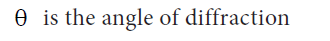 θ is the angle of diffraction